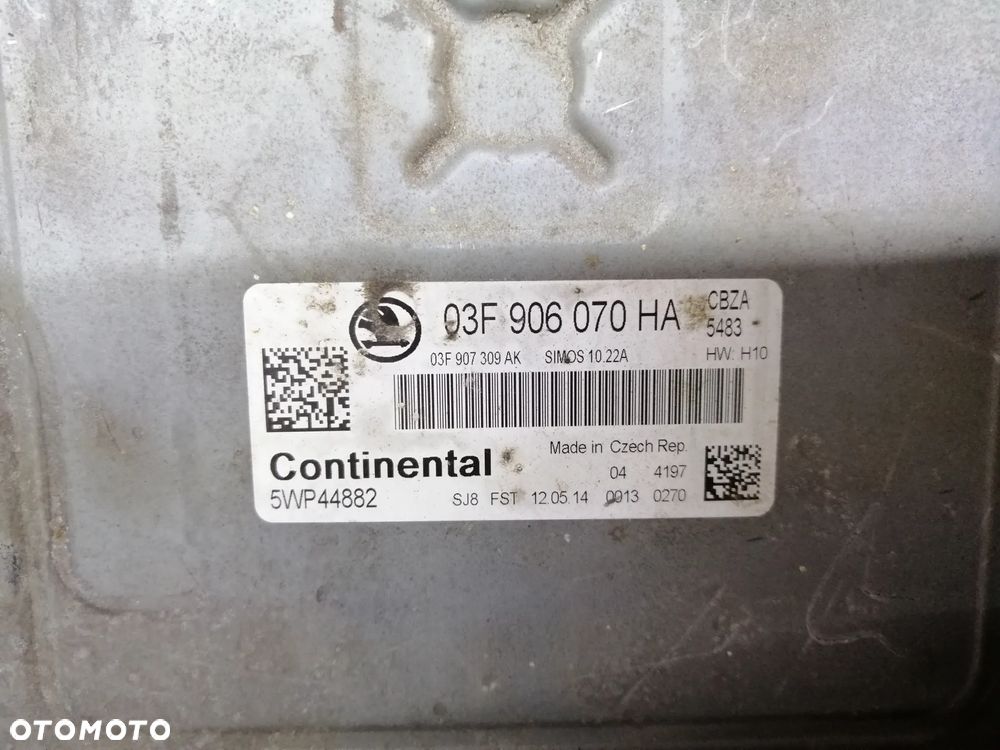 03F 906 070 HA
CBZA
5483
03F 907 309 AK SIMOS 10.22A HW: H10
Made in Czech Rep.
Continental
04 4197
5WP44882 SJ8 FST 12.05.14 0013 0270
OTOMOTO